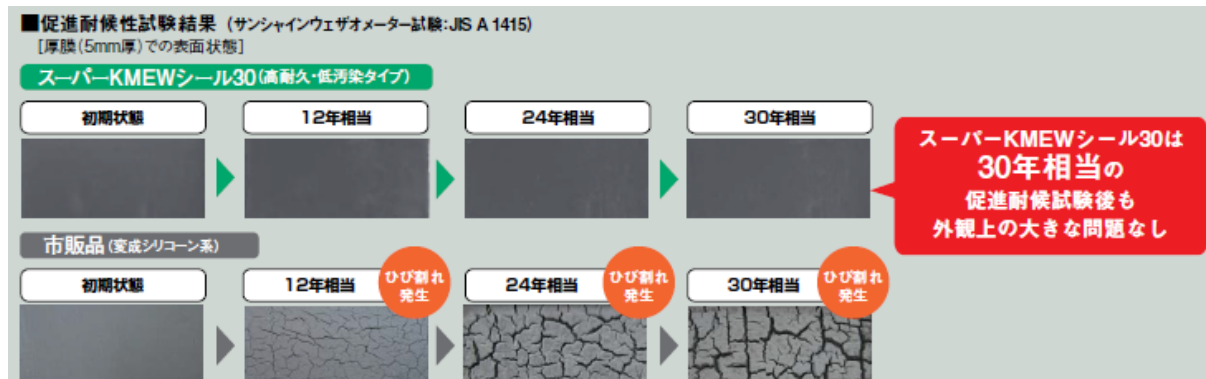 ■促進耐候性試験結果（サンシャインウェザオメーター試験:JIS A 1415）
[厚膜（5mm厚）での表面状態]
スーパーKMEWシール30（高耐久・低汚染タイプ）
初期状態
12年相当
24年相当
30年相当
スーパーKMEWシール30は
30年相当の
促進耐候試験後も
外観上の大きな問題なし
市販品（変成シリコーン系）
初期状態
12年相当
ひび割れ
発生
24年相当
ひび割れ
発生
30年相当
ひび割れ
発生